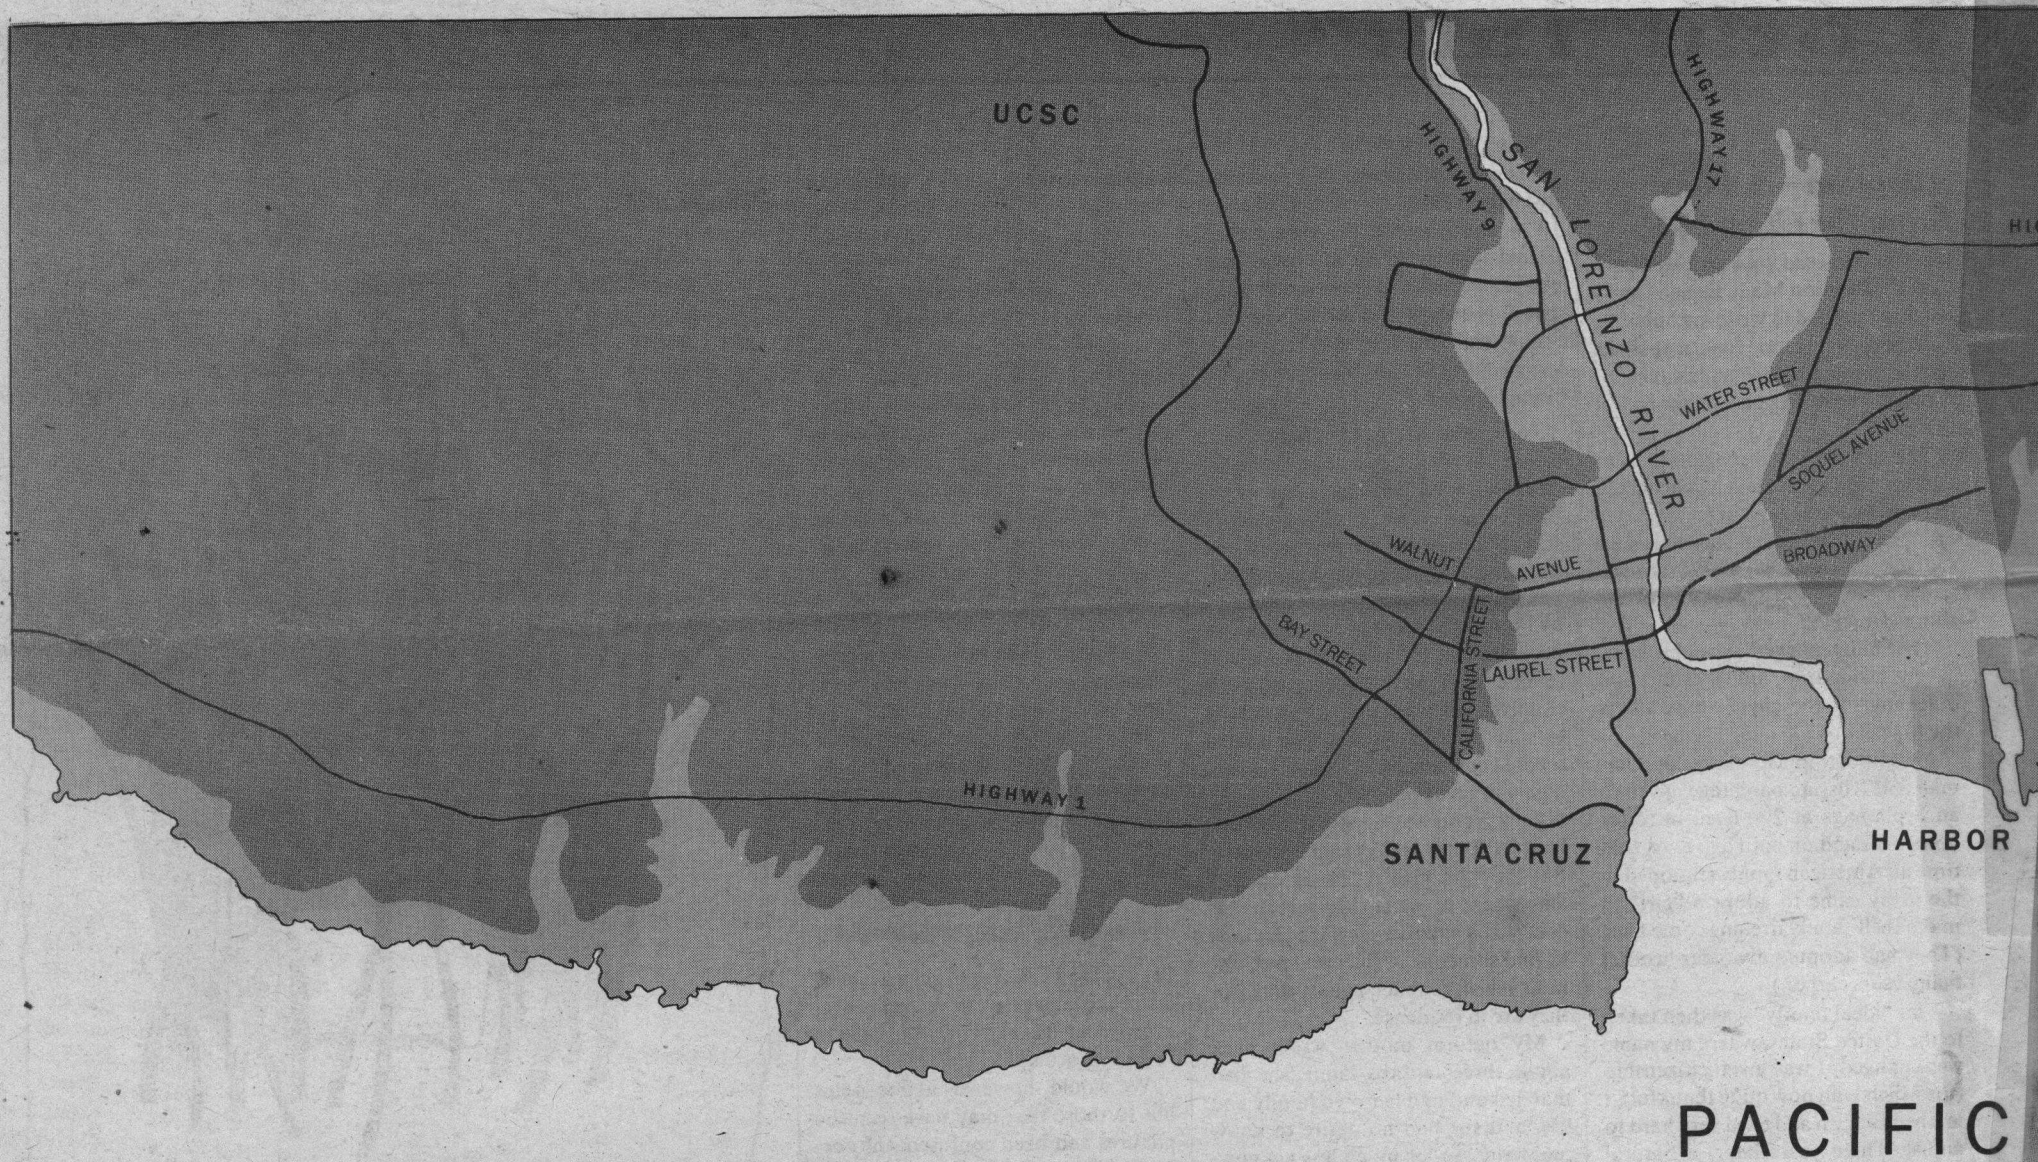 UCSC
HIGHWAY 9
SAN LORENZO RIVER
HIGHWAY 17
WATER STREET
SOQUEL AVENUE
BROADWAY
WALNUT AVENUE
BAY STREET
CALIFORNIA STREET
LAUREL STREET
HIGHWAY 1
SANTA CRUZ
HARBOR
PACIFIC